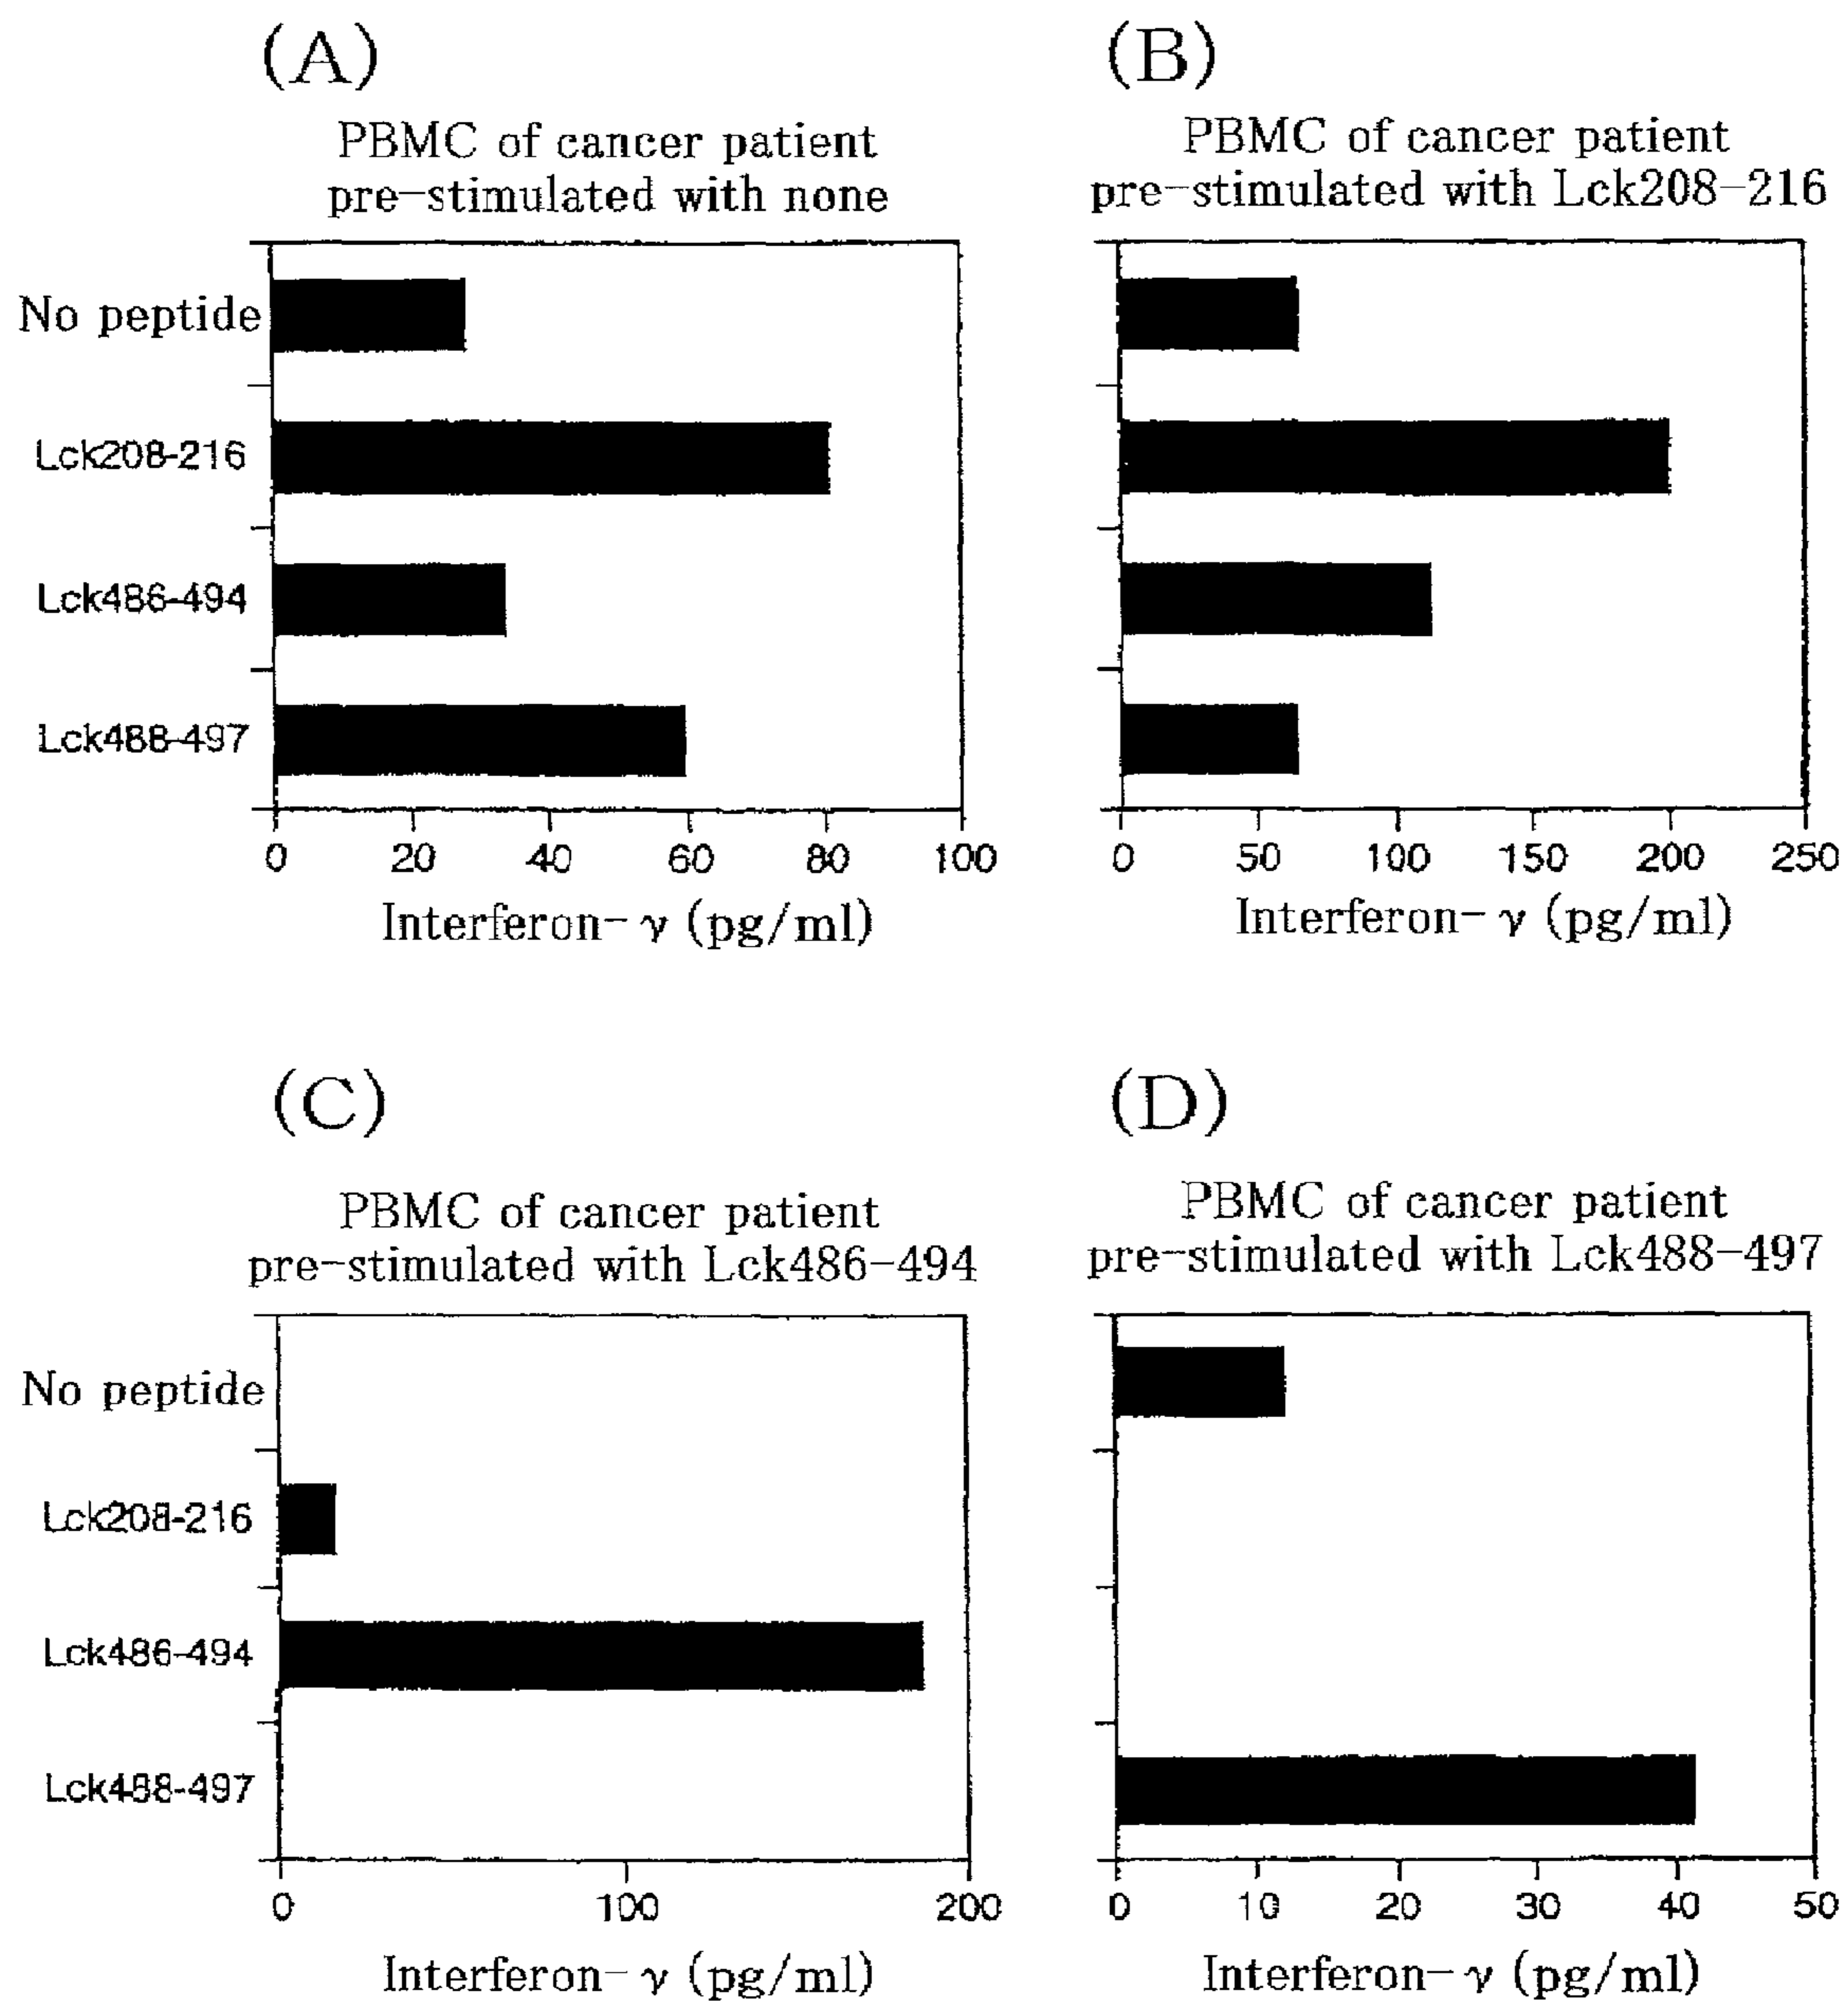 (A)
PBMC of cancer patient
pre-stimulated with none
No peptide
Lck208-216
Lck486-494
Lck488-497
0 20 40 60 80 100
Interferon-γ (pg/ml)
(B)
PBMC of cancer patient
pre-stimulated with Lck208-216
0 50 100 150 200 250
Interferon-γ (pg/ml)
(C)
PBMC of cancer patient
pre-stimulated with Lck486-494
No peptide
Lck208-216
Lck486-494
Lck488-497
0 100 200
Interferon-γ (pg/ml)
(D)
PBMC of cancer patient
pre-stimulated with Lck488-497
0 10 20 30 40 50
Interferon-γ (pg/ml)